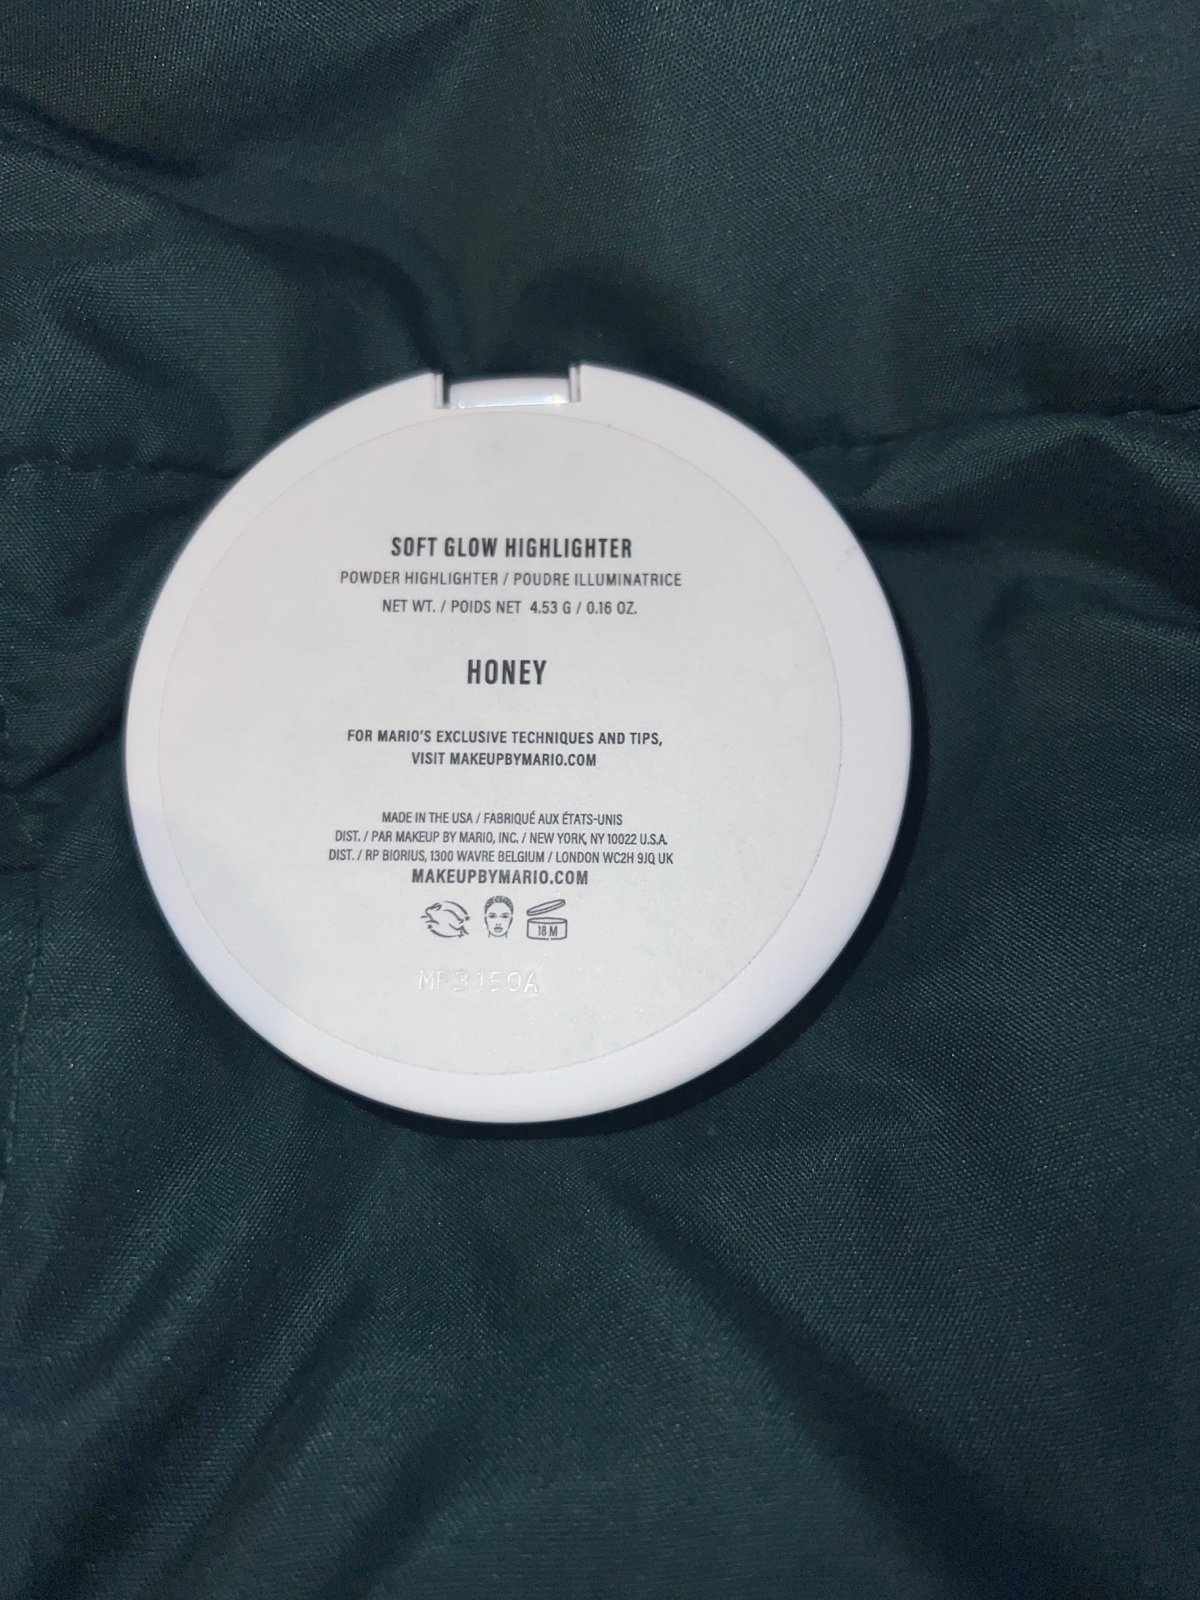 SOFT GLOW HIGHLIGHTER
POWDER HIGHLIGHTER / POUDRE ILLUMINATRICE
NET WT. / POIDS NET 4.53 G / 0.16 OZ.
HONEY
FOR MARIO'S EXCLUSIVE TECHNIQUES AND TIPS,
VISIT MAKEUPBYMARIO.COM
MADE IN THE USA / FABRIQUÉ AUX ÉTATS-UNIS
DIST. / PAR MAKEUP BY MARIO, INC. / NEW YORK, NY 10022 U.S.A.
DIST. / RP BIORIUS, 1300 WAVRE BELGIUM / LONDON WC2H 9JQ UK
MAKEUPBYMARIO.COM
18 M